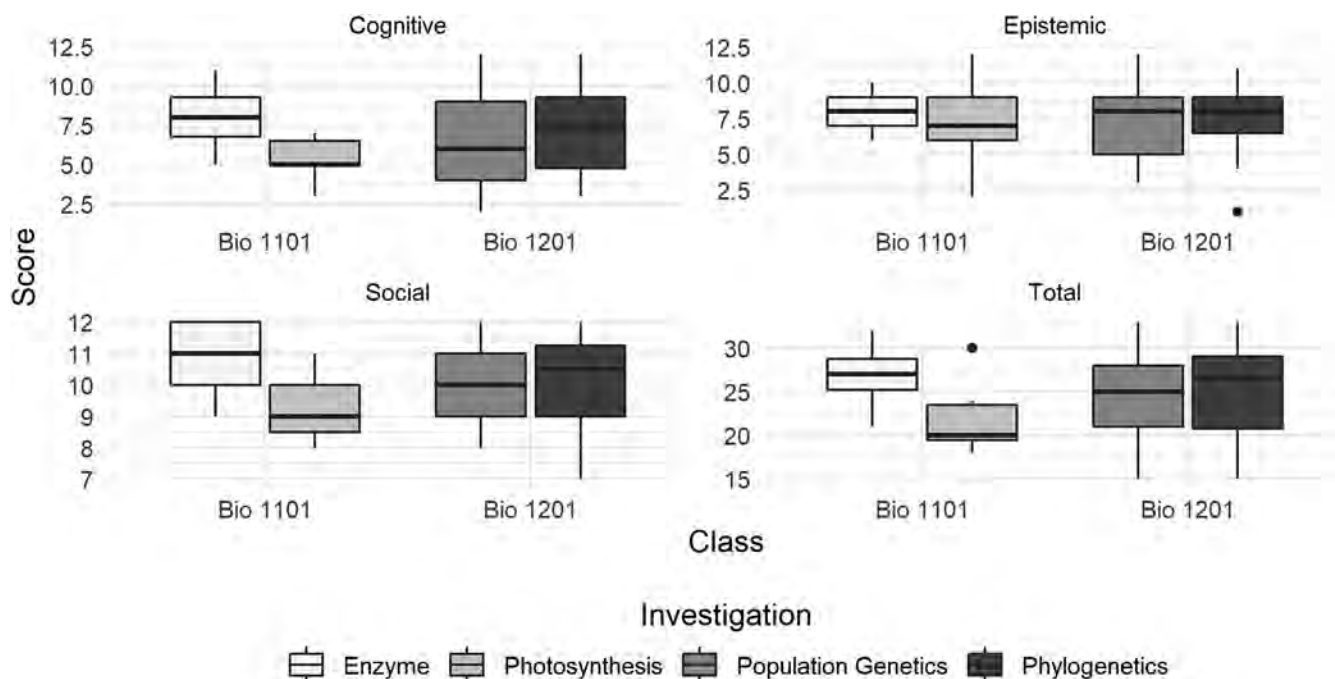 Cognitive
12.5
10.0
7.5
5.0
2.5
Bio 1101 Bio 1201
Epistemic
12.5
10.0
7.5
5.0
2.5
Bio 1101 Bio 1201
Score
Social
12
11
10
9
8
7
Bio 1101 Bio 1201
Total
30
25
20
15
Bio 1101 Bio 1201
Class
Investigation
Enzyme Photosynthesis Population Genetics Phylogenetics